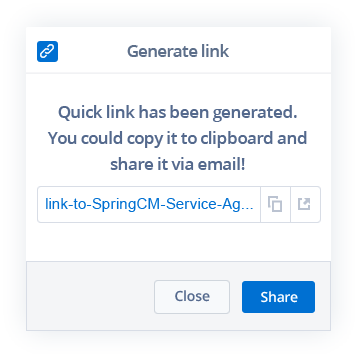 Generate link
Quick link has been generated.
You could copy it to clipboard and
share it via email!
link-to-SpringCM-Service-Ag...
Close
Share